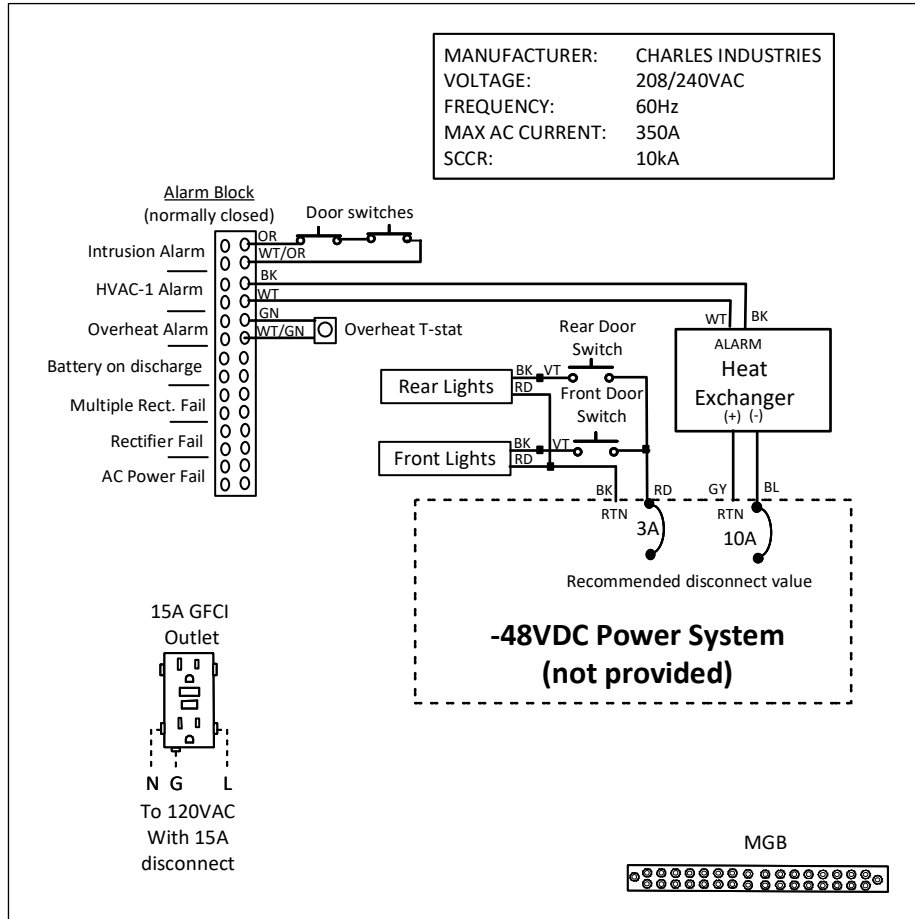 MANUFACTURER: CHARLES INDUSTRIES
VOLTAGE: 208/240VAC
FREQUENCY: 60Hz
MAX AC CURRENT: 350A
SCCR: 10kA
Alarm Block
(normally closed)
Door switches
Intrusion Alarm
OR
WT/OR
HVAC-1 Alarm
BK
WT
Overheat Alarm
GN
WT/GN
Overheat T-stat
Battery on discharge
Multiple Rect. Fail
Rectifier Fail
AC Power Fail
Rear Door
Switch
Rear Lights
BK
VT
RD
Front Door
Switch
Front Lights
BK
VT
RD
WT
BK
ALARM
Heat
Exchanger
(+) (-)
BK
RD
GY
BL
RTN
3A
RTN
10A
Recommended disconnect value
-48VDC Power System
(not provided)
15A GFCI
Outlet
N G L
To 120VAC
With 15A
disconnect
MGB